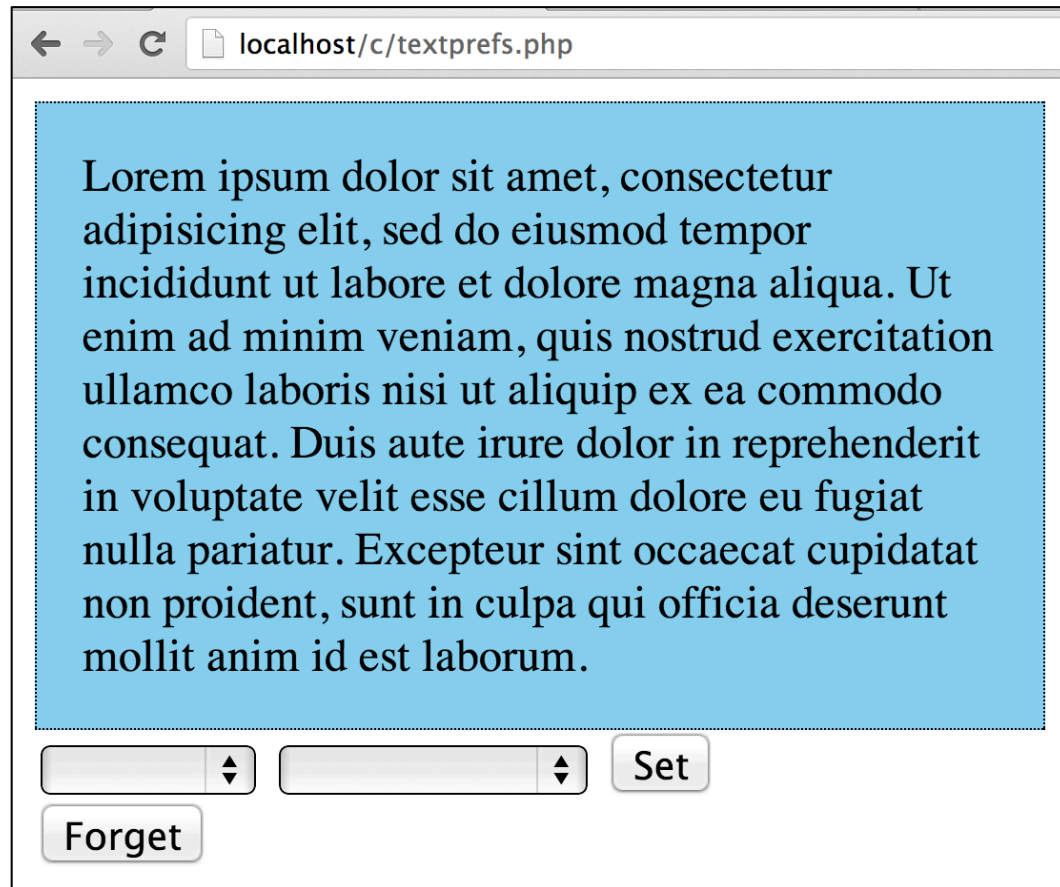 localhost/c/textprefs.php
Lorem ipsum dolor sit amet, consectetur
adipisicing elit, sed do eiusmod tempor
incididunt ut labore et dolore magna aliqua. Ut
enim ad minim veniam, quis nostrud exercitation
ullamco laboris nisi ut aliquip ex ea commodo
consequat. Duis aute irure dolor in reprehenderit
in voluptate velit esse cillum dolore eu fugiat
nulla pariatur. Excepteur sint occaecat cupidatat
non proident, sunt in culpa qui officia deserunt
mollit anim id est laborum.
Set
Forget